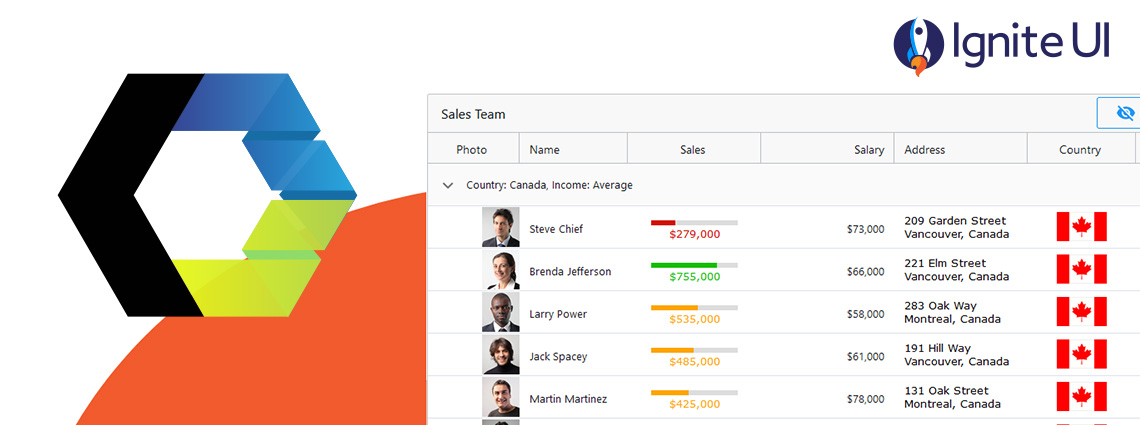 Ignite UI
Sales Team
Photo Name Sales Salary Address Country
Country: Canada, Income: Average
Steve Chief $279,000 $73,000 209 Garden Street
Vancouver, Canada
Brenda Jefferson $755,000 $66,000 221 Elm Street
Vancouver, Canada
Larry Power $535,000 $58,000 283 Oak Way
Montreal, Canada
Jack Spacey $485,000 $61,000 191 Hill Way
Vancouver, Canada
Martin Martinez $425,000 $78,000 131 Oak Street
Montreal, Canada